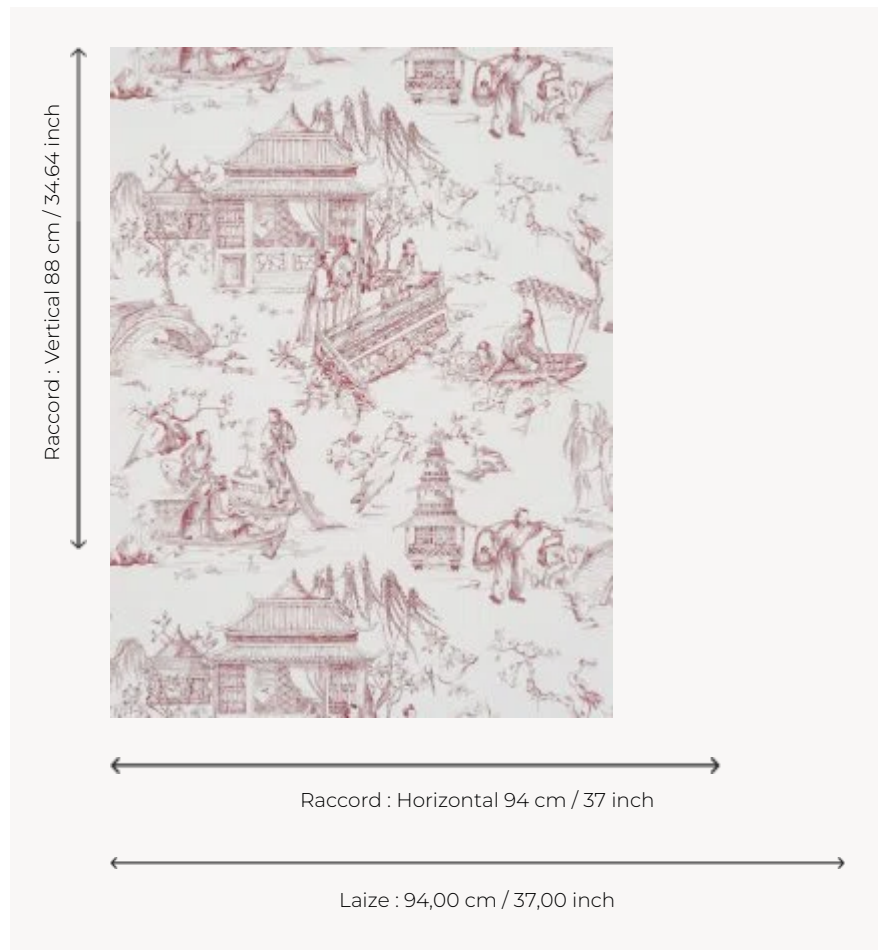 Raccord : Vertical 88 cm / 34.64 inch
Raccord : Horizontal 94 cm / 37 inch
Laize : 94,00 cm / 37,00 inch